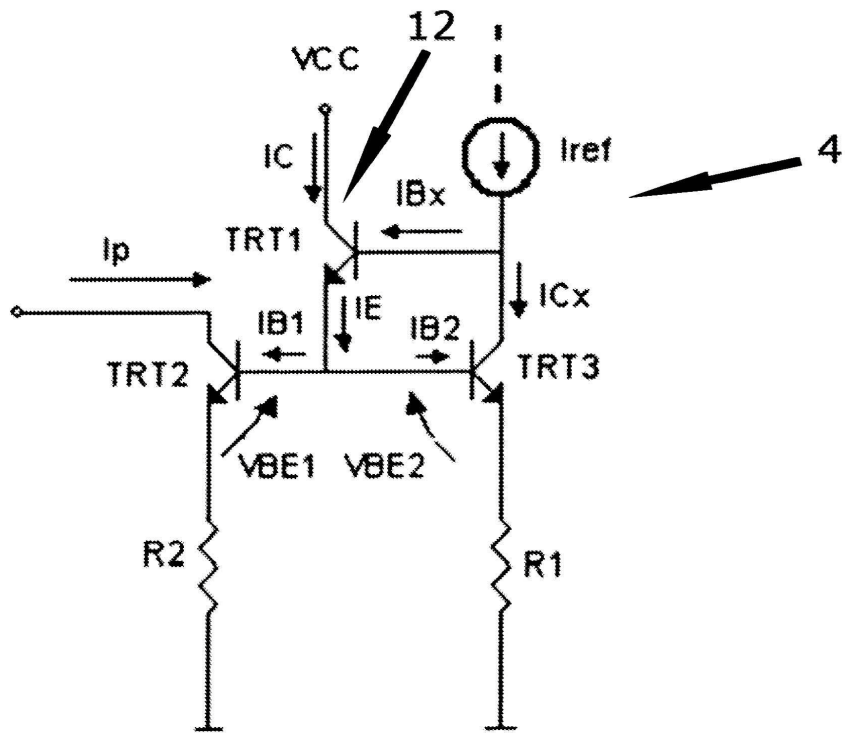 12
VCC
IC
Iref
4
IBx
TRT1
Ip
ICx
IB1
IE
IB2
TRT2
TRT3
VBE1
VBE2
R2
R1